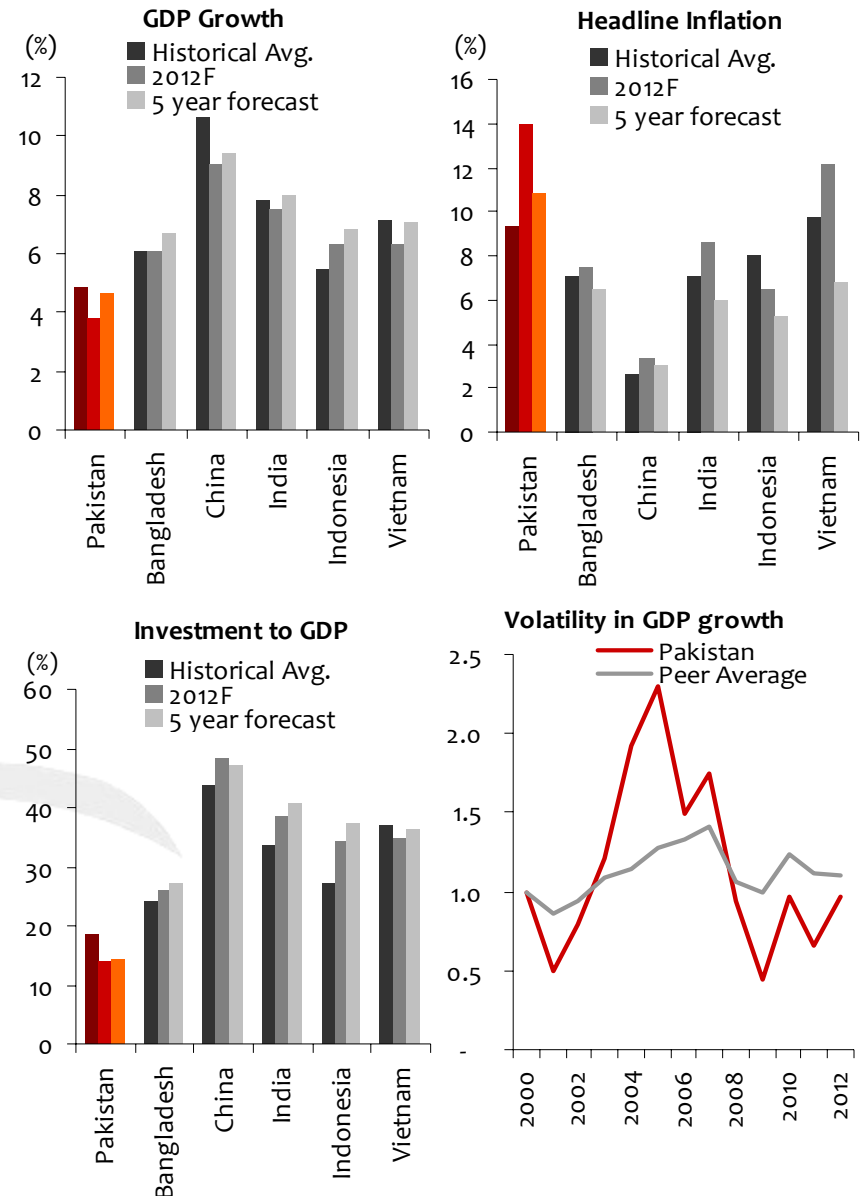 GDP Growth
(%)
Historical Avg.
2012F
5 year forecast
12
10
8
6
4
2
0
Pakistan
Bangladesh
China
India
Indonesia
Vietnam
Headline Inflation
(%)
Historical Avg.
2012F
5 year forecast
16
14
12
10
8
6
4
2
0
Pakistan
Bangladesh
China
India
Indonesia
Vietnam
Investment to GDP
(%)
Historical Avg.
2012F
5 year forecast
60
50
40
30
20
10
0
Pakistan
Bangladesh
China
India
Indonesia
Vietnam
Volatility in GDP growth
Pakistan
Peer Average
2.5
2.0
1.5
1.0
0.5
-
2000
2002
2004
2006
2008
2010
2012